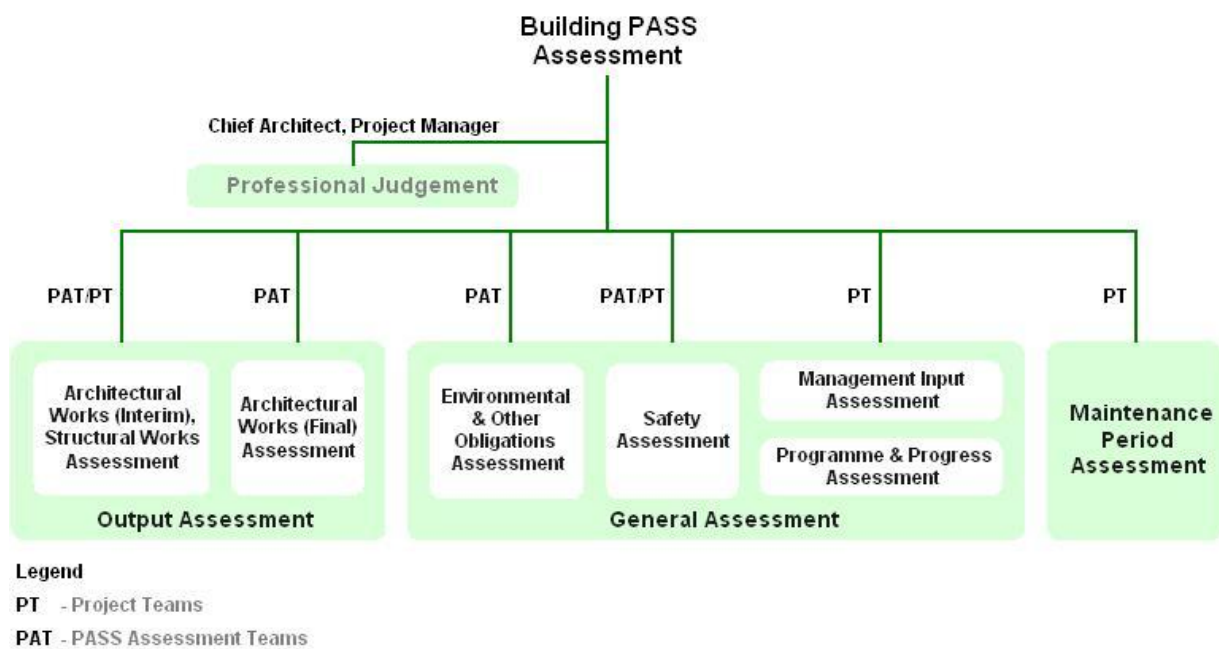 Building PASS
Assessment
Chief Architect, Project Manager
Professional Judgement
PAT/PT
PAT
PAT
PAT/PT
PT
PT
Architectural
Works (Interim),
Structural Works
Assessment
Architectural
Works (Final)
Assessment
Output Assessment
Environmental
& Other
Obligations
Assessment
Safety
Assessment
Management Input
Assessment
Programme & Progress
Assessment
General Assessment
Maintenance
Period
Assessment
Legend
PT - Project Teams
PAT - PASS Assessment Teams